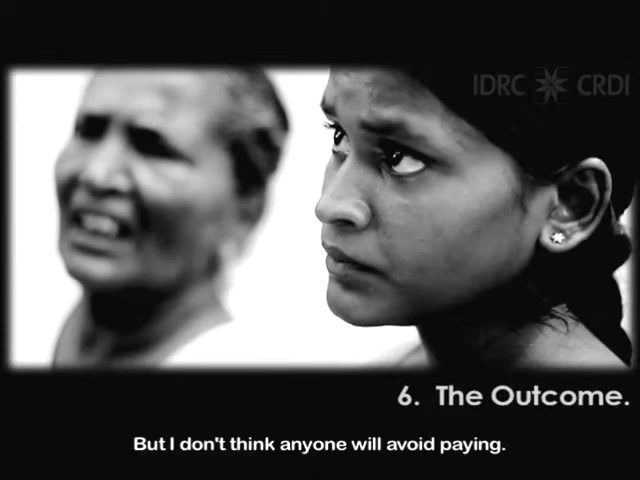 IDRC CRDI
6. The Outcome.
But I don't think anyone will avoid paying.